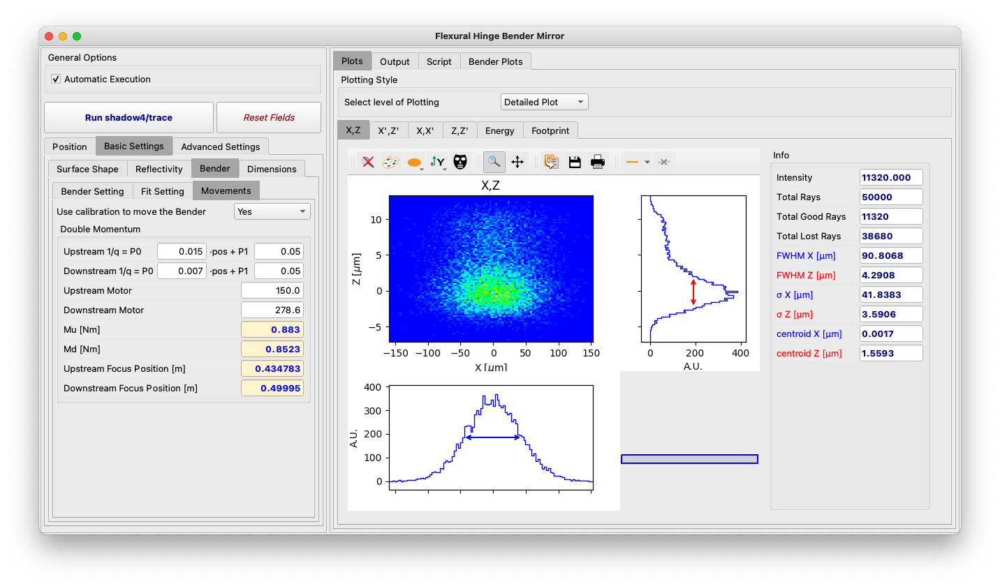 Flexural Hinge Bender Mirror
General Options
Automatic Execution
Run shadow4/trace Reset Fields
Position Basic Settings Advanced Settings
Surface Shape Reflectivity Bender Dimensions
Bender Setting Fit Setting Movements
Use calibration to move the Bender Yes
Double Momentum
Upstream 1/q = P0 0.015 ·pos + P1 0.05
Downstream 1/q = P0 0.007 ·pos + P1 0.05
Upstream Motor 150.0
Downstream Motor 278.6
Mu [Nm] 0.883
Md [Nm] 0.8523
Upstream Focus Position [m] 0.434783
Downstream Focus Position [m] 0.49995
Plots Output Script Bender Plots
Plotting Style
Select level of Plotting Detailed Plot
X,Z X',Z' X,X' Z,Z' Energy Footprint
Y
X,Z
Z [μm]
10
5
0
−5
−150 −100 −50 0 50 100 150
X [μm]
0 200 400
A.U.
A.U.
400
300
200
100
0
Info
Intensity 11320.000
Total Rays 50000
Total Good Rays 11320
Total Lost Rays 38680
FWHM X [μm] 90.8068
FWHM Z [μm] 4.2908
σ X [μm] 41.8383
σ Z [μm] 3.5906
centroid X [μm] 0.0017
centroid Z [μm] 1.5593